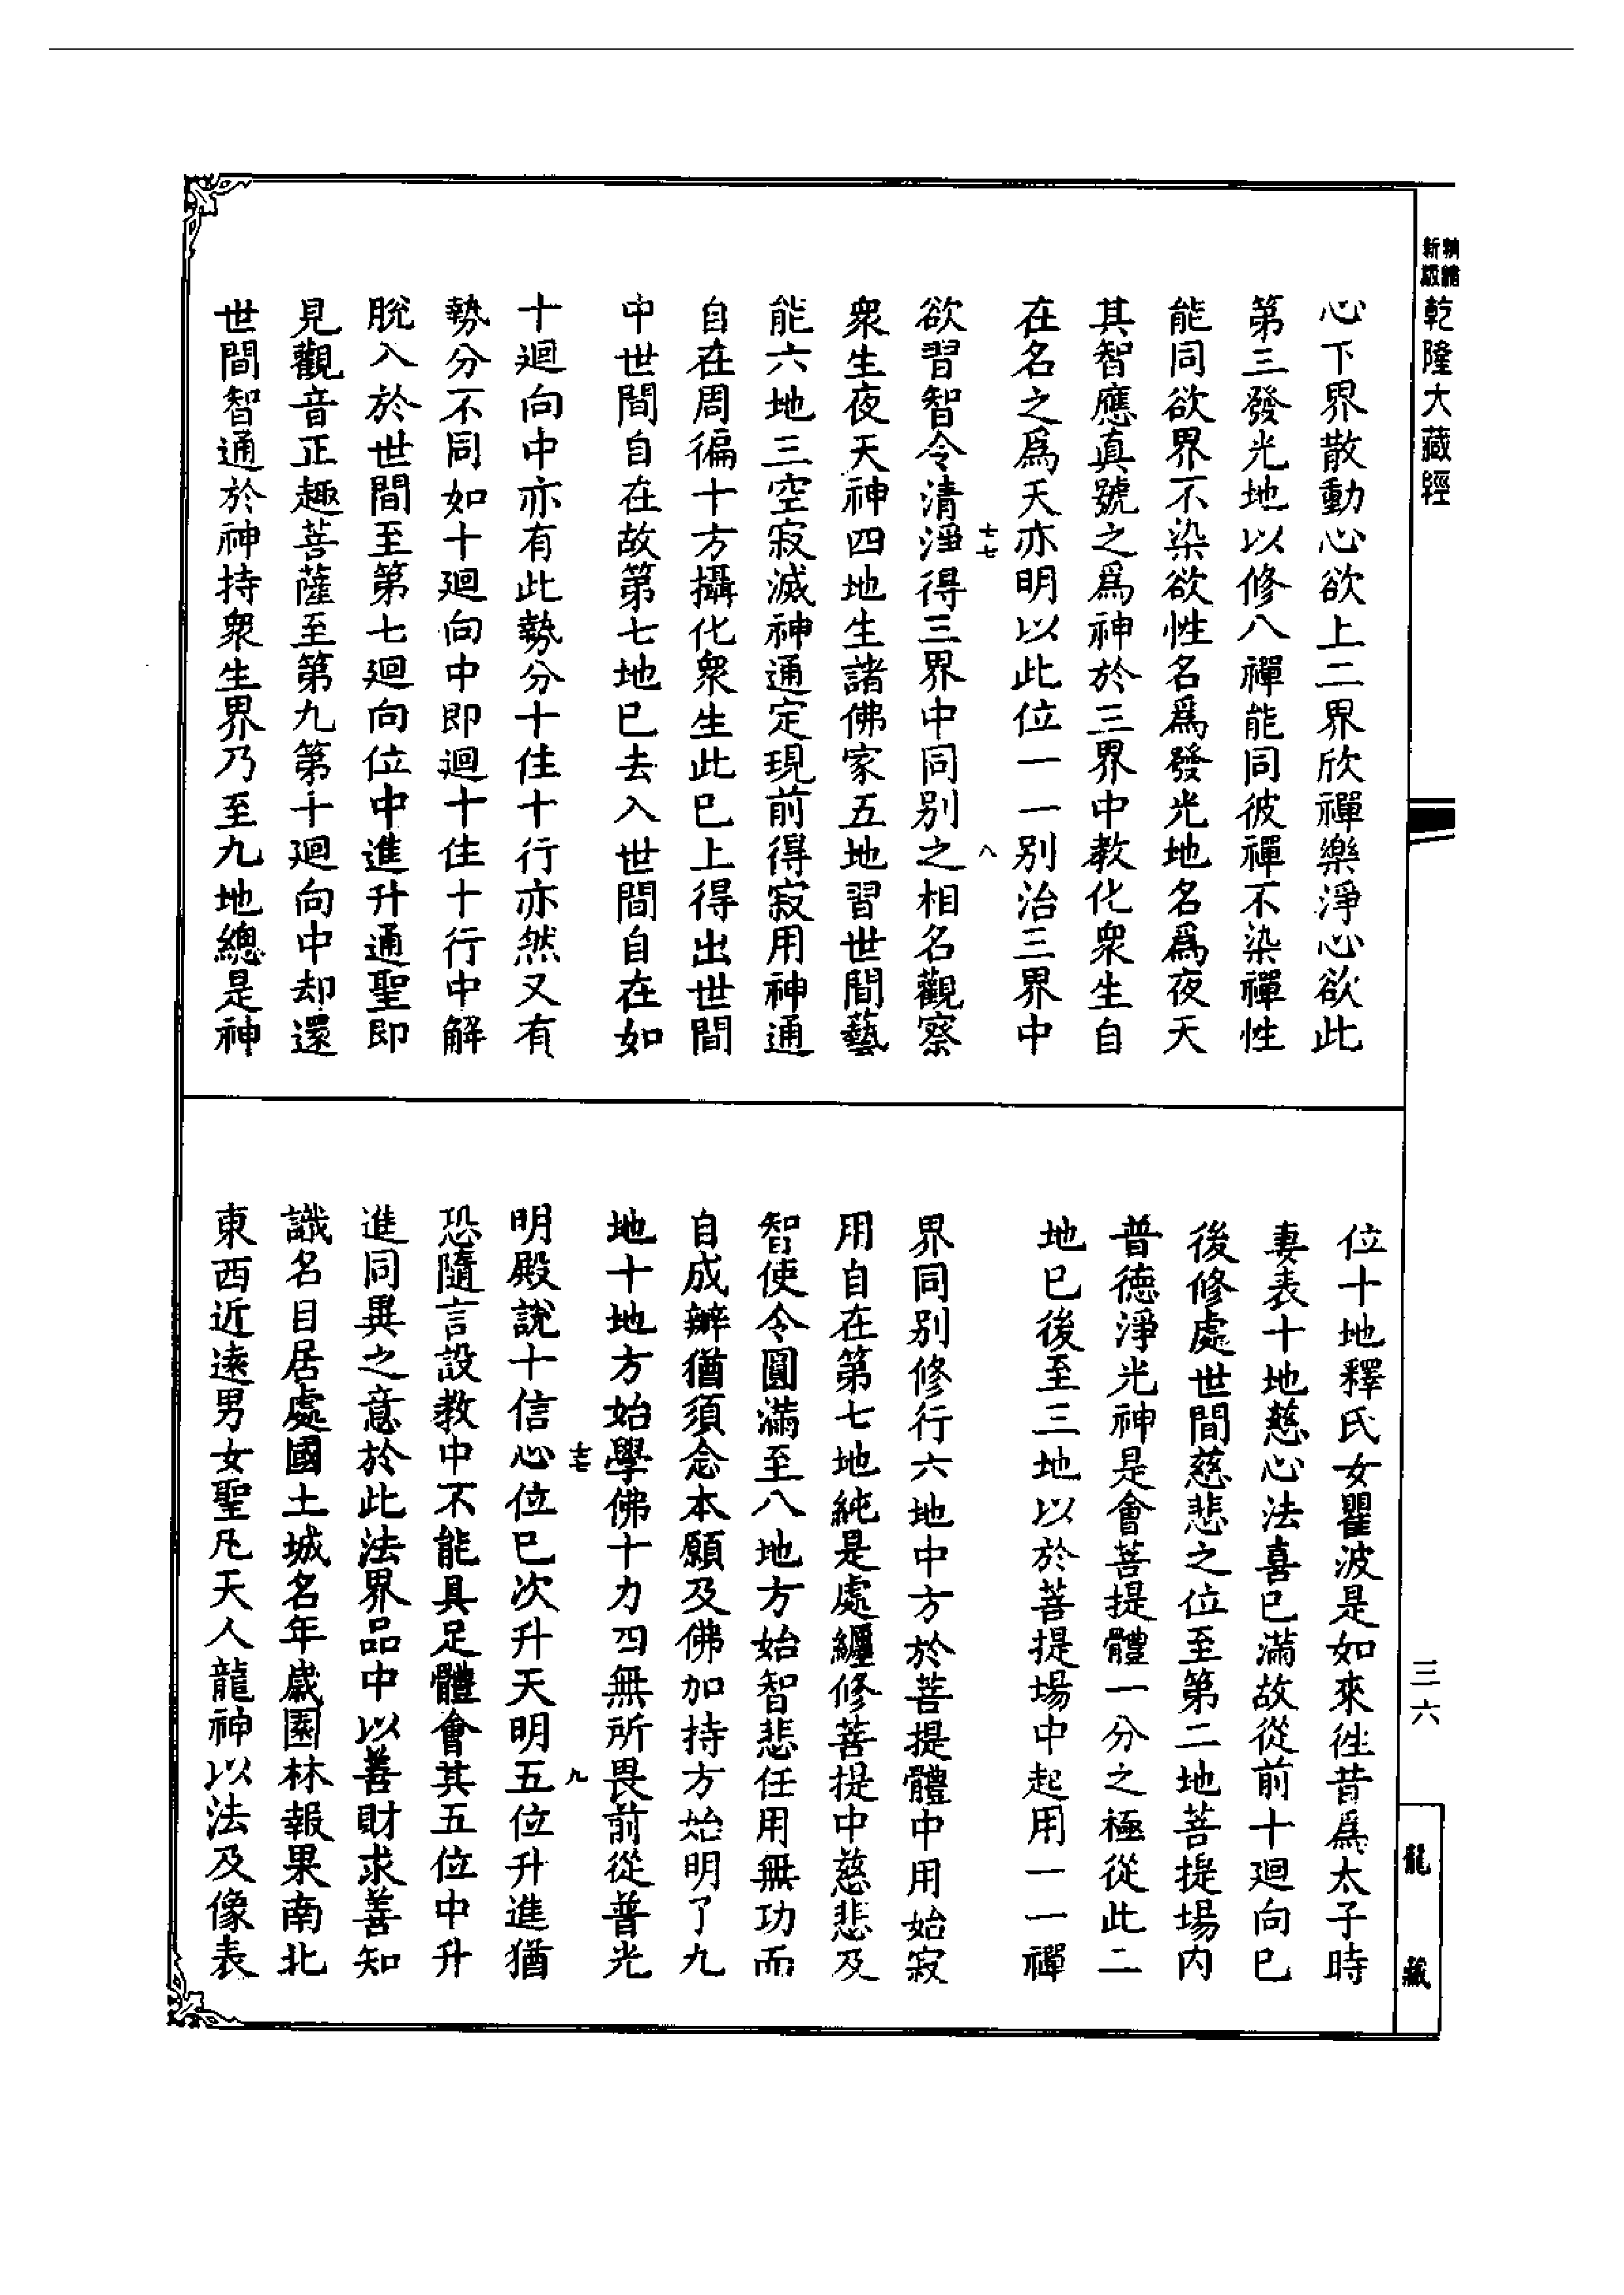 精縮
新版
乾隆大藏經
心下界散動心欲上二界欣禪樂淨心欲此
第三發光地以修八禪能同彼禪不染禪性
能同欲界不染欲性名爲發光地名爲夜天
其智應真號之爲神於三界中教化衆生自
在名之爲天亦明以此位一一別治三界中
十七
八
欲習智令清淨得三界中同別之相名觀察
衆生夜天神四地生諸佛家五地習世間藝
能六地三空寂滅神通定現前得寂用神通
自在周徧十方攝化衆生此已上得出世間
中世間自在故第七地已去入世間自在如
十迴向中亦有此勢分十住十行亦然又有
勢分不同如十迴向中即迴十住十行中解
脫入於世間至第七迴向位中進升通聖即
見觀音正趣菩薩至第九第十迴向中却還
世間智通於神持衆生界乃至九地總是神
三六
龍藏
位十地釋氏女瞿波是如來徃昔爲太子時
妻表十地慈心法喜已滿故從前十迴向已
後修處世間慈悲之位至第二地菩提場内
普德淨光神是會菩提體一分之極從此二
地已後至三地以於菩提場中起用一一禪
界同別修行六地中方於菩提體中用始寂
用自在第七地純是處纏修菩提中慈悲及
智使令圓滿至八地方始智悲任用無功而
自成辦猶須念本願及佛加持方始明了九
地十地方始學佛十力四無所畏前從普光
十七
九
明殿說十信心位已次升天明五位升進猶
恐隨言設教中不能具足體會其五位中升
進同異之意於此法界品中以善財求善知
識名目居處國土城名年歲園林報果南北
東西近遠男女聖凡天人龍神以法及像表